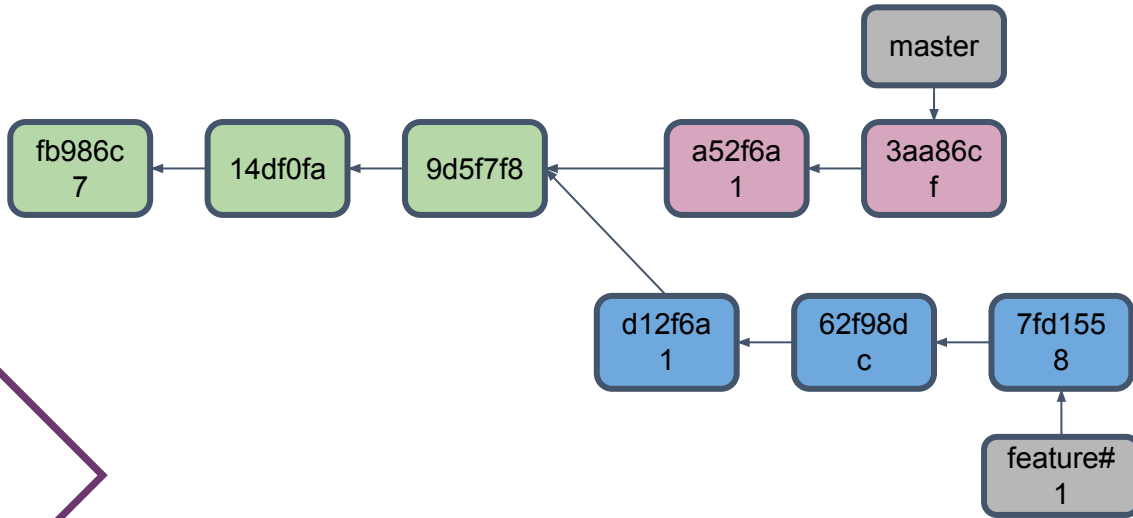 master
fb986c
7
14df0fa
9d5f7f8
a52f6a
1
3aa86c
f
d12f6a
1
62f98d
c
7fd155
8
feature#
1